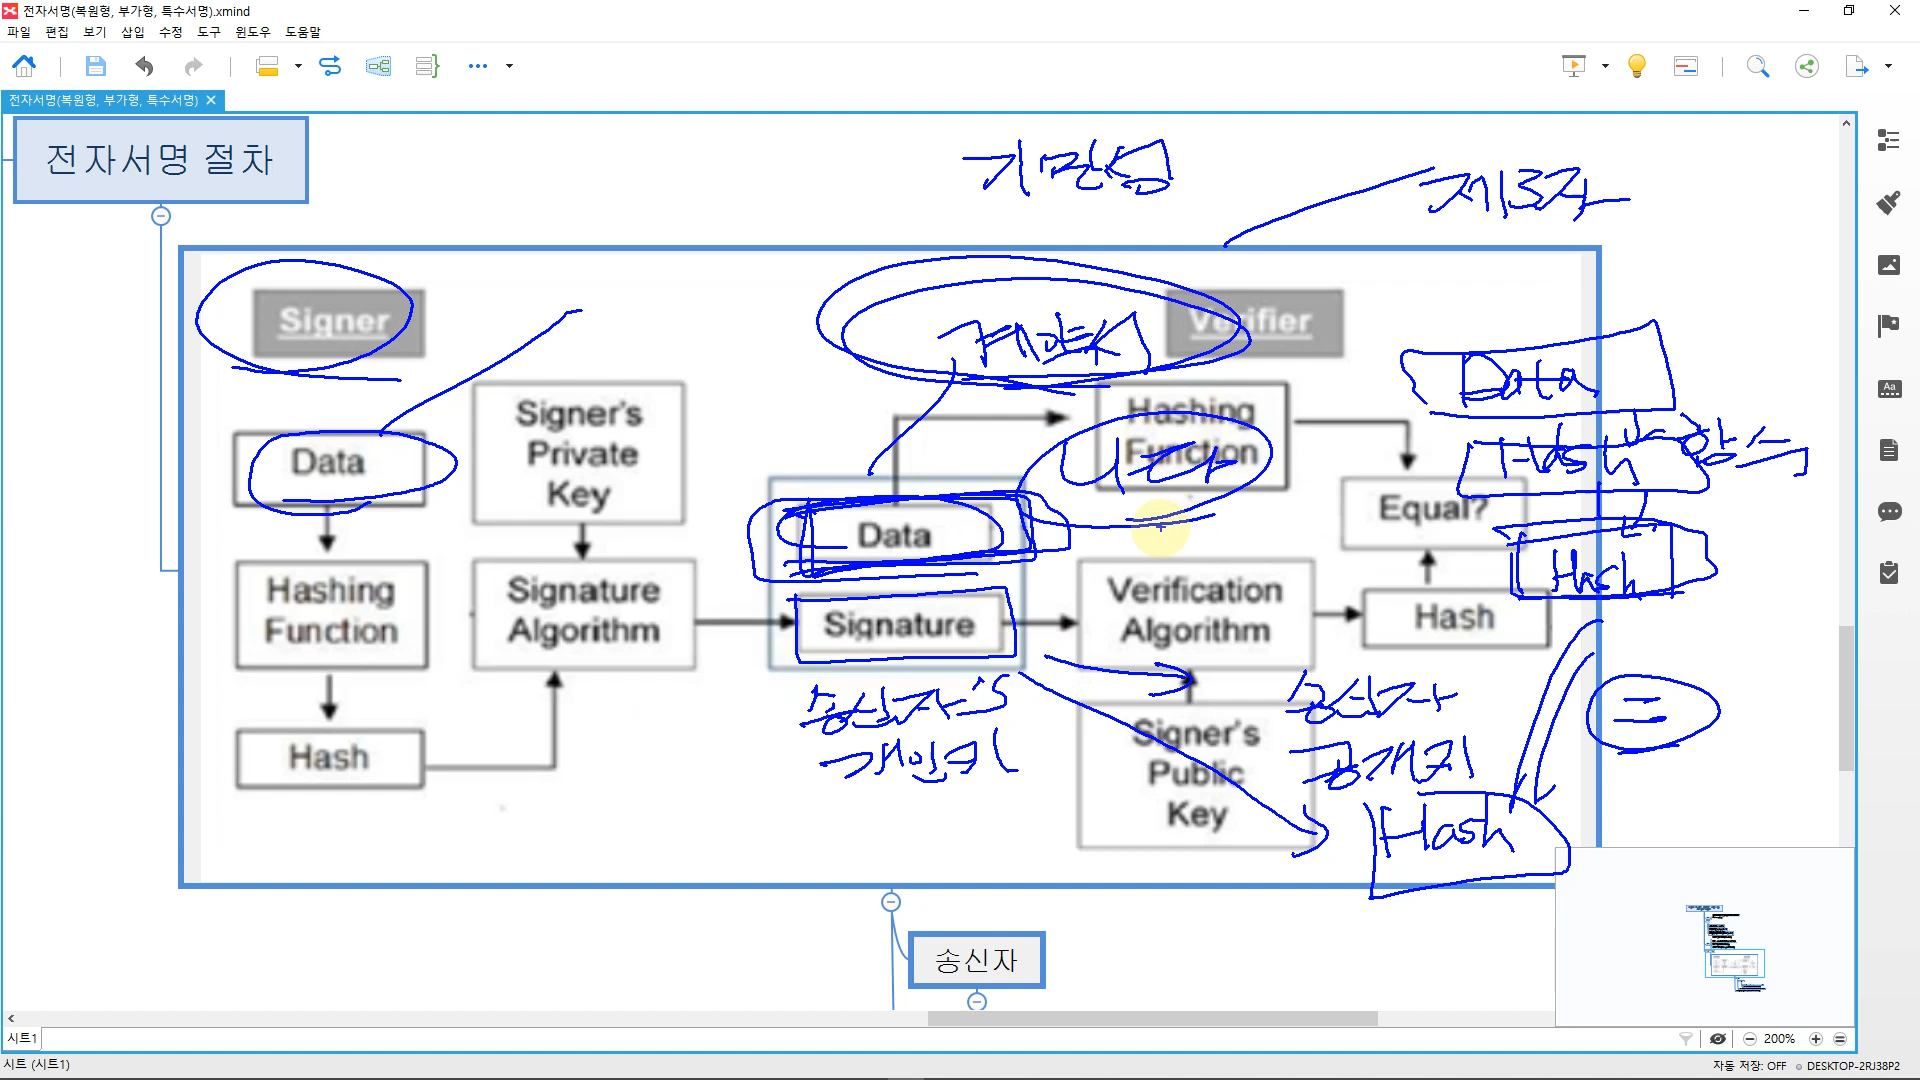 전자서명(복원형, 부가형, 특수서명).xmind
파일 편집 보기 삽입 수정 도구 윈도우 도움말
전자서명(복원형, 부가형, 특수서명)
전자서명 절차
기밀성
제3자
Signer
Verifier
계약서
Data
Signer's
Private
Key
Hashing
Function
Data
Hash 함수
Data
Equal?
Hash
Hashing
Function
Signature
Algorithm
Signature
Verification
Algorithm
Hash
송신자's
개인키
송신자
공개키
=
Hash
Signer's
Public
Key
Hash
송신자
시트1
200%
시트 (시트1)
자동 저장: OFF
DESKTOP-2RJ38P2